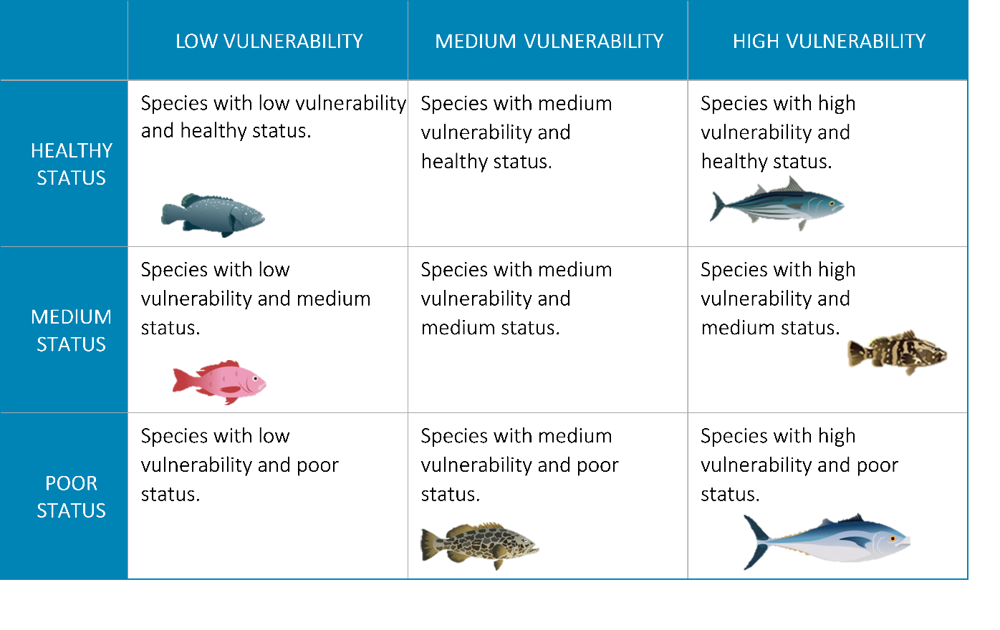 LOW VULNERABILITY
MEDIUM VULNERABILITY
HIGH VULNERABILITY
HEALTHY
STATUS
Species with low vulnerability
and healthy status.
Species with medium
vulnerability and
healthy status.
Species with high
vulnerability and
healthy status.
MEDIUM
STATUS
Species with low
vulnerability and medium
status.
Species with medium
vulnerability and
medium status.
Species with high
vulnerability and
medium status.
POOR
STATUS
Species with low
vulnerability and poor
status.
Species with medium
vulnerability and poor
status.
Species with high
vulnerability and poor
status.